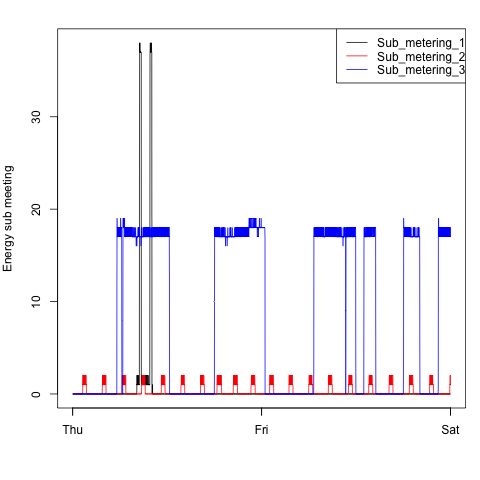 Sub_metering_1
Sub_metering_2
Sub_metering_3
Energy sub meeting
30
20
10
0
Thu
Fri
Sat